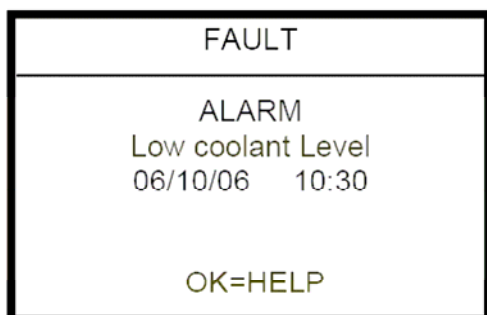 FAULT
ALARM
Low coolant Level
06/10/06 10:30
OK=HELP